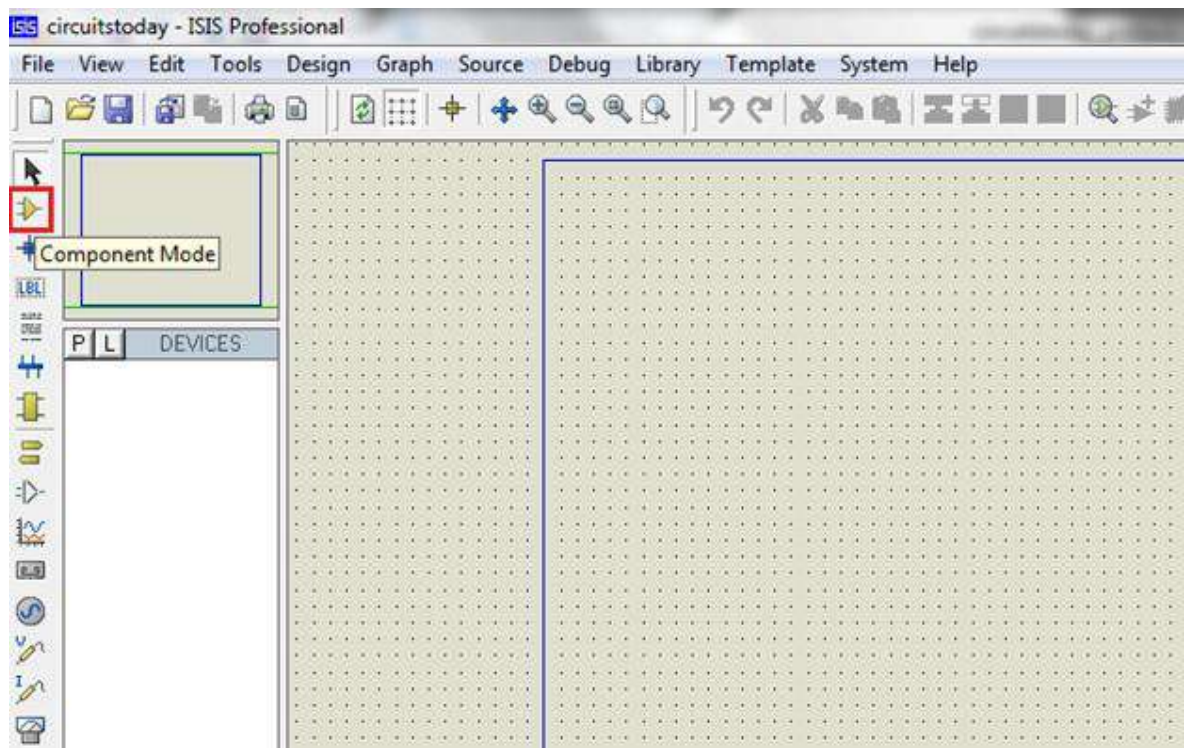 ISIS circuitstoday - ISIS Professional
File View Edit Tools Design Graph Source Debug Library Template System Help
Component Mode
LBL
P L DEVICES
V
I